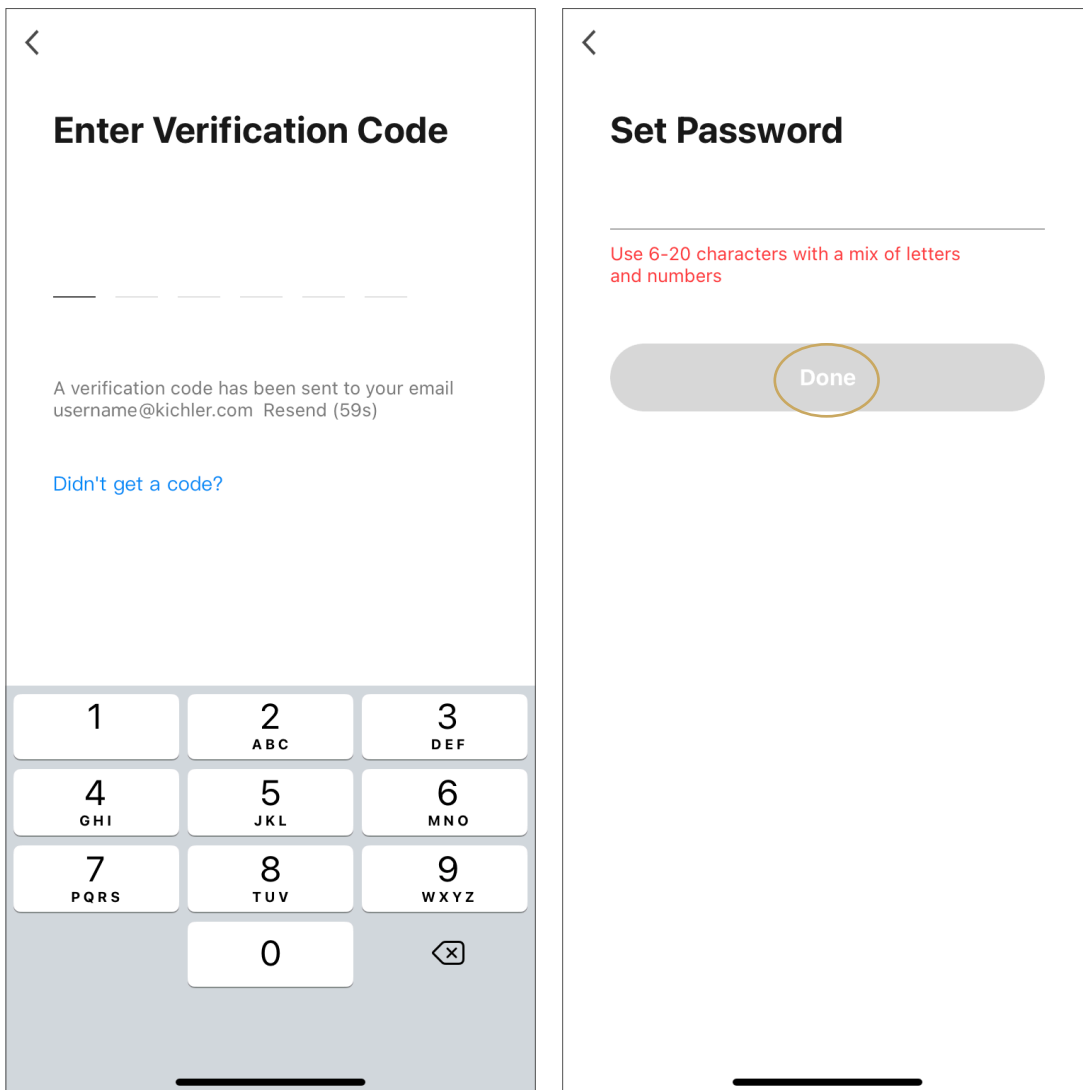 Enter Verification Code
A verification code has been sent to your email
username@kichler.com  Resend (59s)
Didn't get a code?
1
2
ABC
3
DEF
4
GHI
5
JKL
6
MNO
7
PQRS
8
TUV
9
WXYZ
0
Set Password
Use 6-20 characters with a mix of letters
and numbers
Done